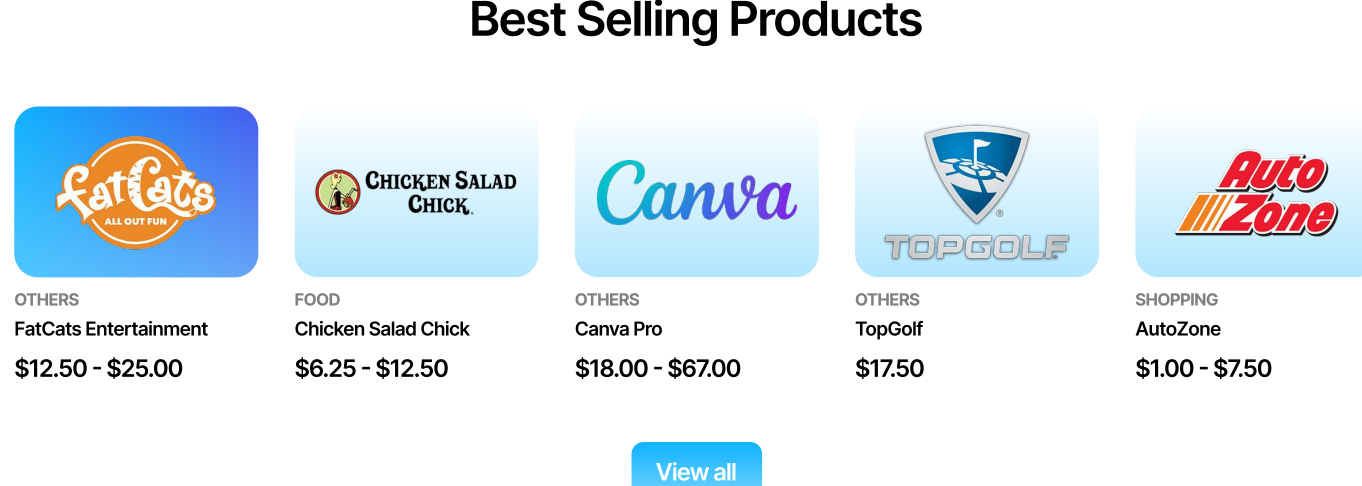 Best Selling Products
FatCats
ALL OUT FUN
OTHERS
FatCats Entertainment
$12.50 - $25.00
CHICKEN SALAD
CHICK
FOOD
Chicken Salad Chick
$6.25 - $12.50
Canva
OTHERS
Canva Pro
$18.00 - $67.00
TOPGOLF
OTHERS
TopGolf
$17.50
Auto
Zone
SHOPPING
AutoZone
$1.00 - $7.50
View all